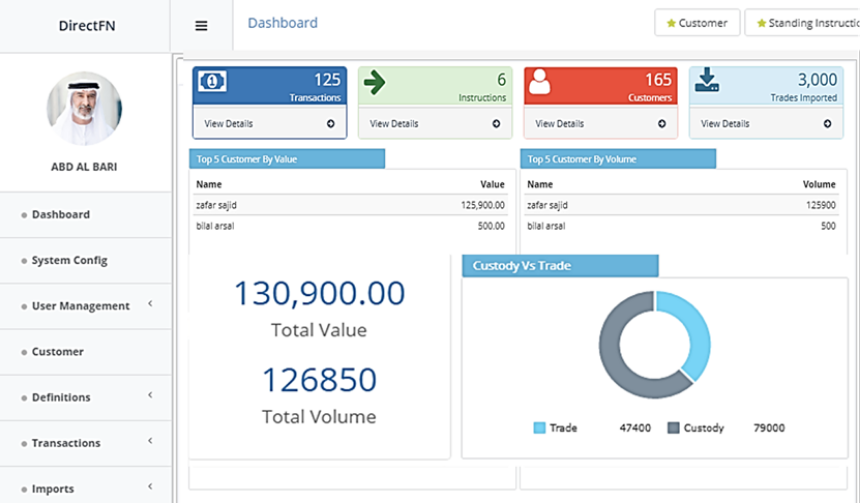 DirectFN
Dashboard
Customer
Standing Instructio
ABD AL BARI
Dashboard
System Config
User Management
Customer
Definitions
Transactions
Imports
125
Transactions
View Details
6
Instructions
View Details
165
Customers
View Details
3,000
Trades Imported
View Details
Top 5 Customer By Value
Name Value
zafar sajid 125,900.00
bilal arsal 500.00
Top 5 Customer By Volume
Name Volume
zafar sajid 125900
bilal arsal 500
130,900.00
Total Value
126850
Total Volume
Custody Vs Trade
Trade 47400 Custody 79000